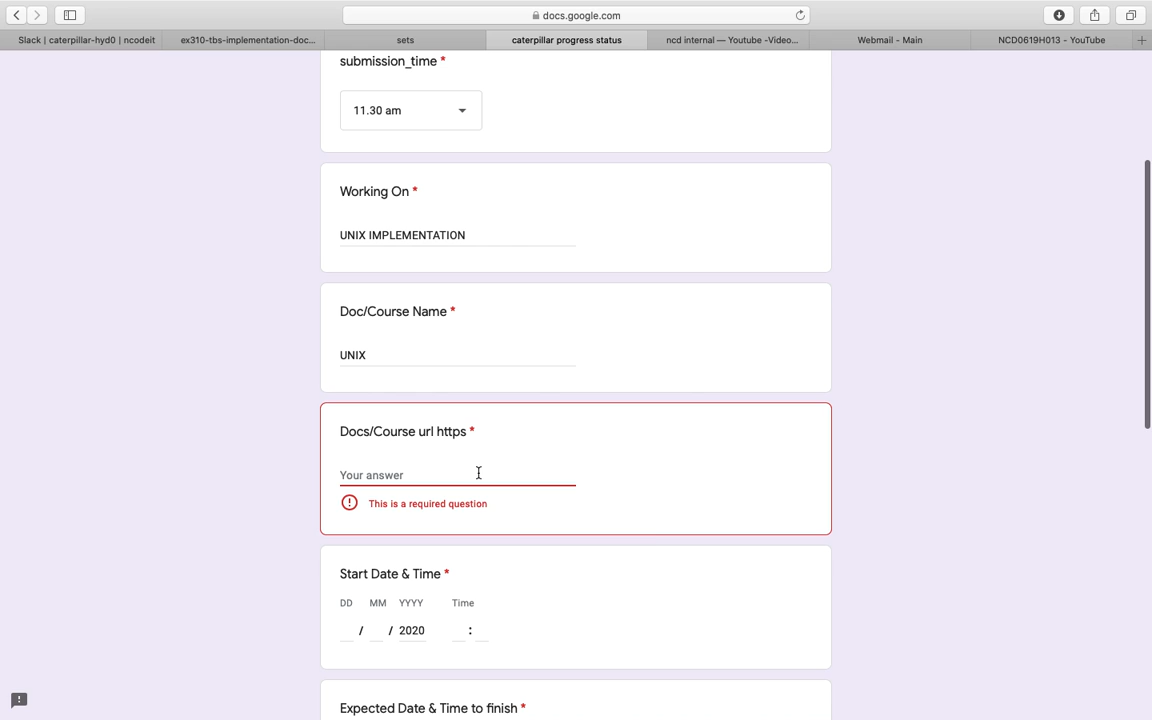 docs.google.com
Slack | caterpillar-hyd0 | ncodeit
ex310-tbs-implementation-doc...
sets
caterpillar progress status
ncd internal — Youtube -Video...
Webmail - Main
NCD0619H013 - YouTube
submission_time *
11.30 am
Working On *
UNIX IMPLEMENTATION
Doc/Course Name *
UNIX
Docs/Course url https *
Your answer
This is a required question
Start Date & Time *
DD MM YYYY Time
/ / 2020 :
Expected Date & Time to finish *